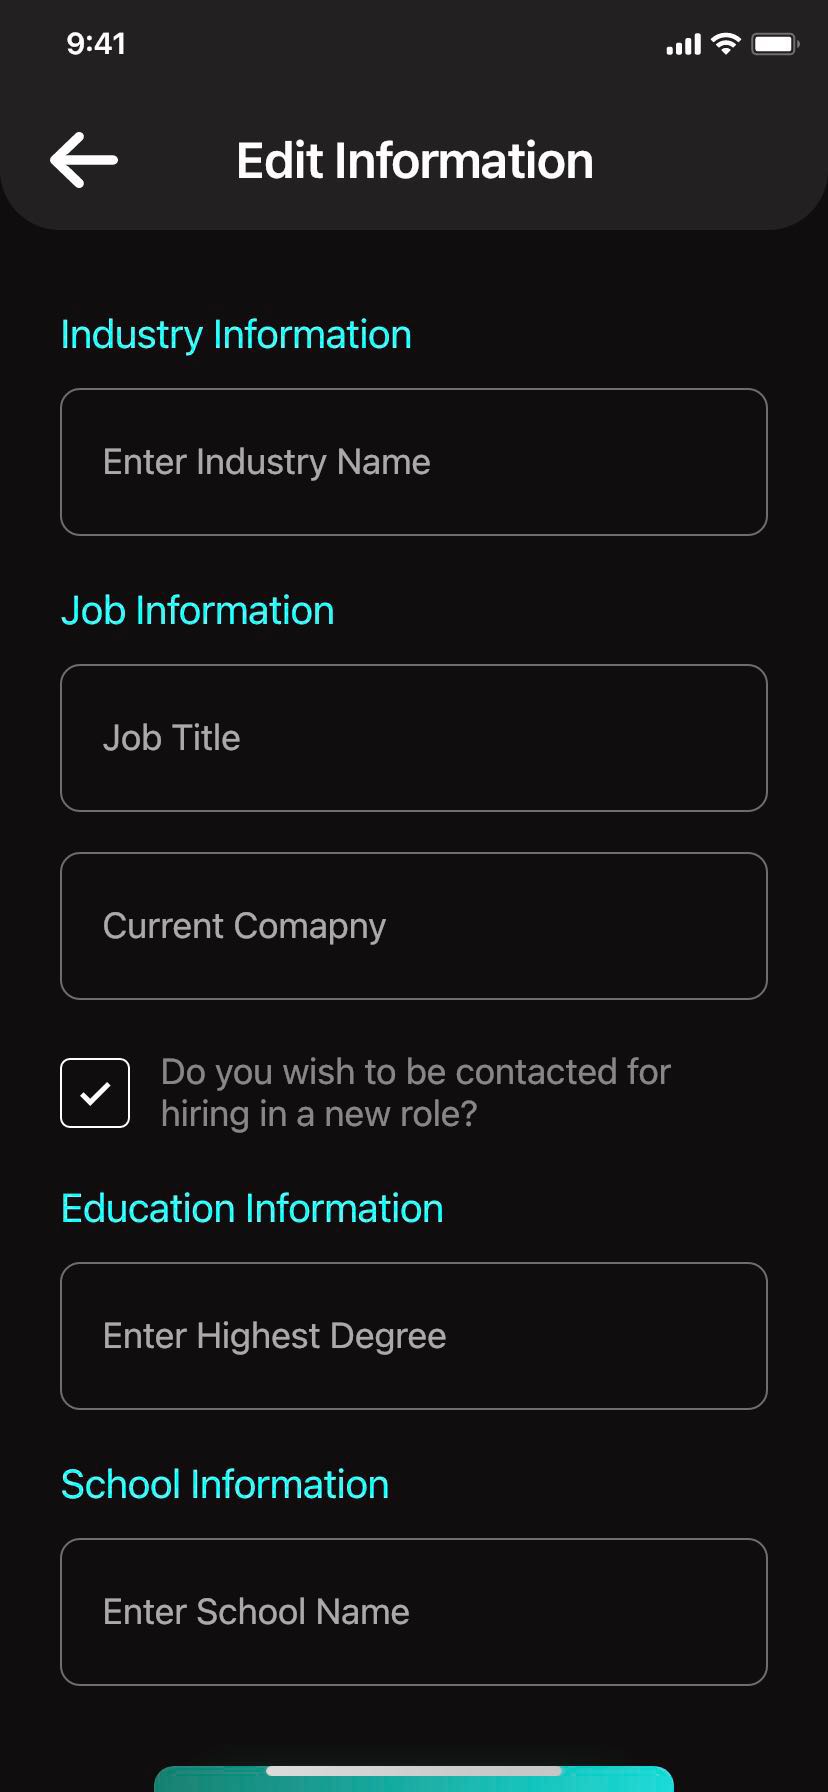 9:41
Edit Information
Industry Information
Enter Industry Name
Job Information
Job Title
Current Comapny
Do you wish to be contacted for
hiring in a new role?
Education Information
Enter Highest Degree
School Information
Enter School Name